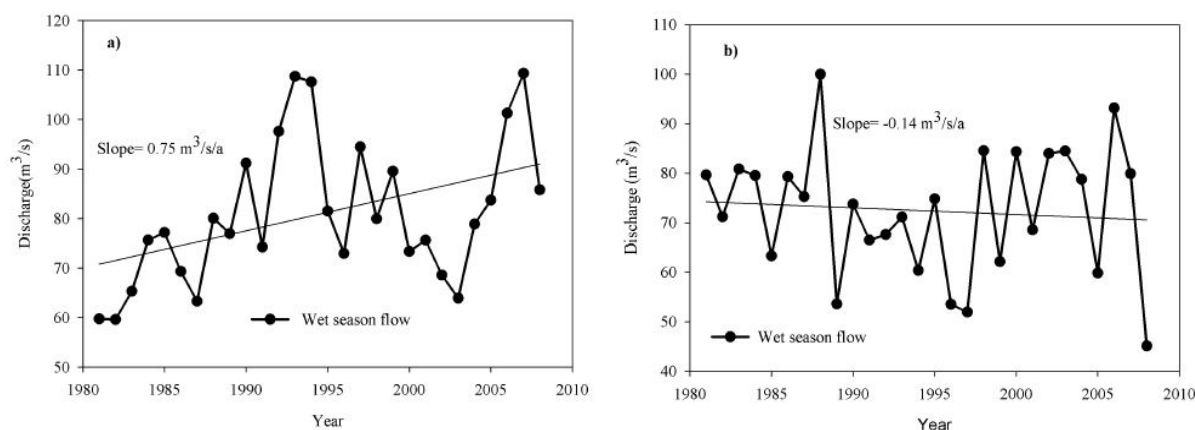 a)
120
110
100
90
80
70
60
50
Discharge(m³/s)
Slope= 0.75 m³/s/a
Wet season flow
1980 1985 1990 1995 2000 2005 2010
Year
b)
110
100
90
80
70
60
50
40
Discharge (m³/s)
Slope= -0.14 m³/s/a
Wet season flow
1980 1985 1990 1995 2000 2005 2010
Year